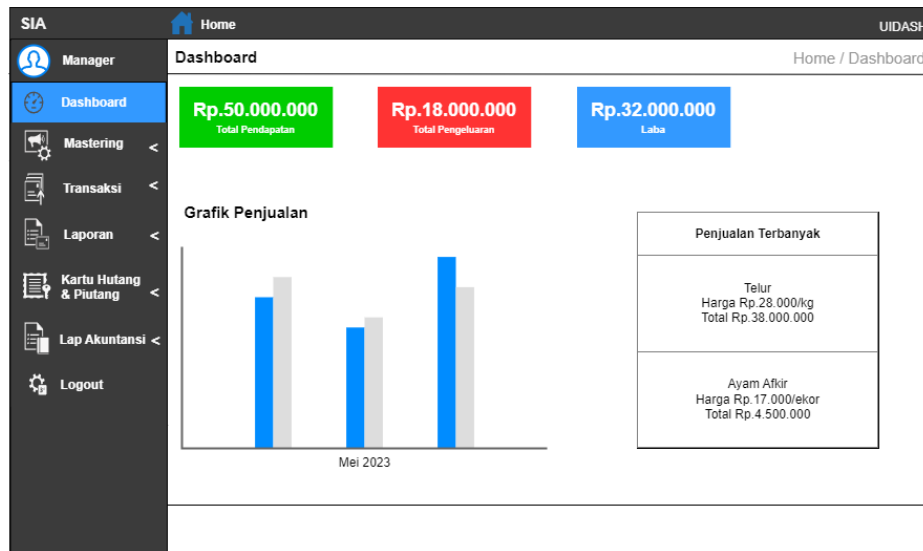 SIA
Home
UIDASH
Manager
Dashboard
Home / Dashboard
Dashboard
Mastering <
Transaksi <
Laporan <
Kartu Hutang
& Piutang <
Lap Akuntansi <
Logout
Rp.50.000.000
Total Pendapatan
Rp.18.000.000
Total Pengeluaran
Rp.32.000.000
Laba
Grafik Penjualan
Mei 2023
Penjualan Terbanyak
Telur
Harga Rp.28.000/kg
Total Rp.38.000.000
Ayam Afkir
Harga Rp.17.000/ekor
Total Rp.4.500.000